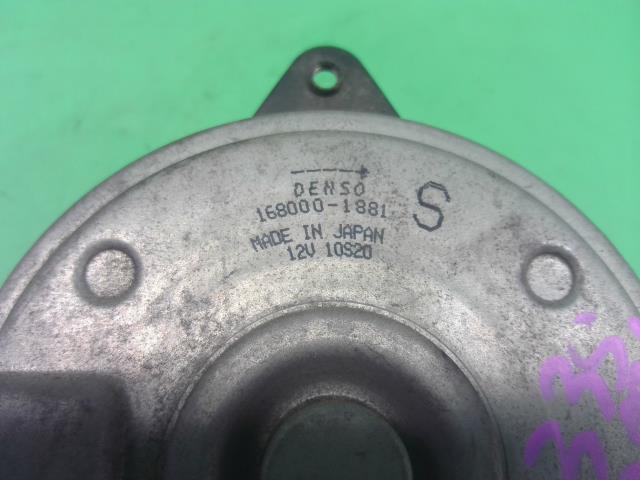 DENSO
168000-1881 S
MADE IN JAPAN
12V 10S20